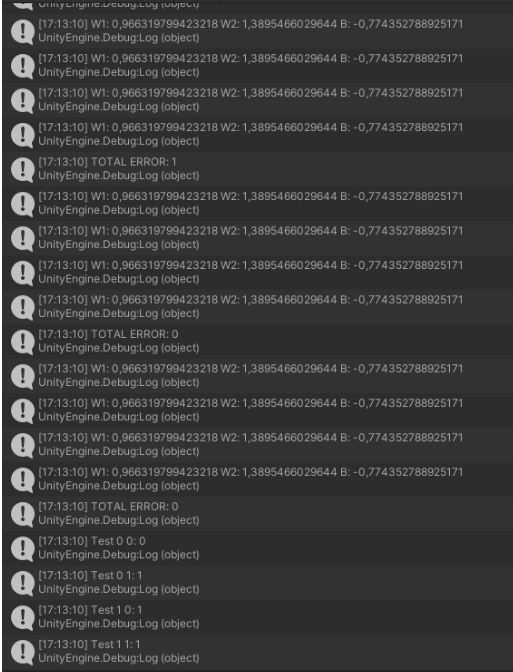 UnityEngine.Debug:Log (object)
[17:13:10] W1: 0,966319799423218 W2: 1,3895466029644 B: -0,774352788925171
UnityEngine.Debug:Log (object)
[17:13:10] W1: 0,966319799423218 W2: 1,3895466029644 B: -0,774352788925171
UnityEngine.Debug:Log (object)
[17:13:10] W1: 0,966319799423218 W2: 1,3895466029644 B: -0,774352788925171
UnityEngine.Debug:Log (object)
[17:13:10] W1: 0,966319799423218 W2: 1,3895466029644 B: -0,774352788925171
UnityEngine.Debug:Log (object)
[17:13:10] TOTAL ERROR: 1
UnityEngine.Debug:Log (object)
[17:13:10] W1: 0,966319799423218 W2: 1,3895466029644 B: -0,774352788925171
UnityEngine.Debug:Log (object)
[17:13:10] W1: 0,966319799423218 W2: 1,3895466029644 B: -0,774352788925171
UnityEngine.Debug:Log (object)
[17:13:10] W1: 0,966319799423218 W2: 1,3895466029644 B: -0,774352788925171
UnityEngine.Debug:Log (object)
[17:13:10] W1: 0,966319799423218 W2: 1,3895466029644 B: -0,774352788925171
UnityEngine.Debug:Log (object)
[17:13:10] TOTAL ERROR: 0
UnityEngine.Debug:Log (object)
[17:13:10] W1: 0,966319799423218 W2: 1,3895466029644 B: -0,774352788925171
UnityEngine.Debug:Log (object)
[17:13:10] W1: 0,966319799423218 W2: 1,3895466029644 B: -0,774352788925171
UnityEngine.Debug:Log (object)
[17:13:10] W1: 0,966319799423218 W2: 1,3895466029644 B: -0,774352788925171
UnityEngine.Debug:Log (object)
[17:13:10] W1: 0,966319799423218 W2: 1,3895466029644 B: -0,774352788925171
UnityEngine.Debug:Log (object)
[17:13:10] TOTAL ERROR: 0
UnityEngine.Debug:Log (object)
[17:13:10] Test 0 0: 0
UnityEngine.Debug:Log (object)
[17:13:10] Test 0 1: 1
UnityEngine.Debug:Log (object)
[17:13:10] Test 1 0: 1
UnityEngine.Debug:Log (object)
[17:13:10] Test 1 1: 1
UnityEngine.Debug:Log (object)